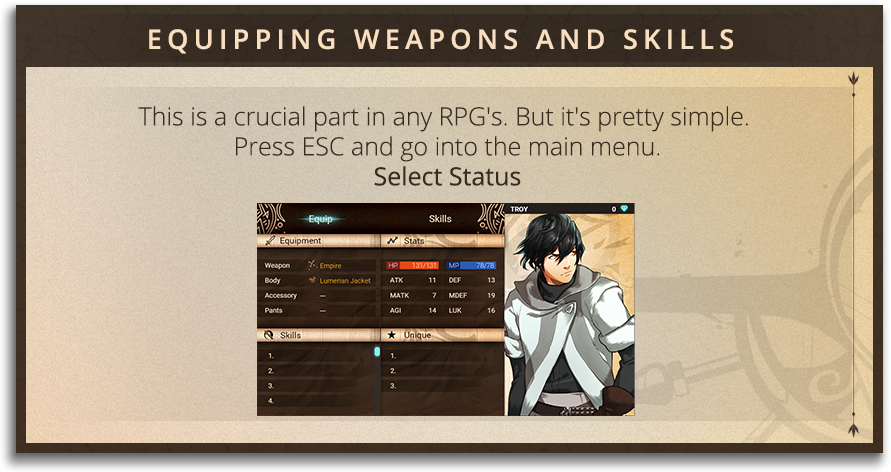 EQUIPPING WEAPONS AND SKILLS
This is a crucial part in any RPG's. But it's pretty simple.
Press ESC and go into the main menu.
Select Status
Equip Skills
TROY 0
Equipment Stats
Weapon Empire HP 131/131 MP 78/78
Body Lumerian Jacket ATK 11 DEF 13
Accessory --- MATK 7 MDEF 19
Pants --- AGI 14 LUK 16
Skills Unique
1. 1.
2. 2.
3. 3.
4.